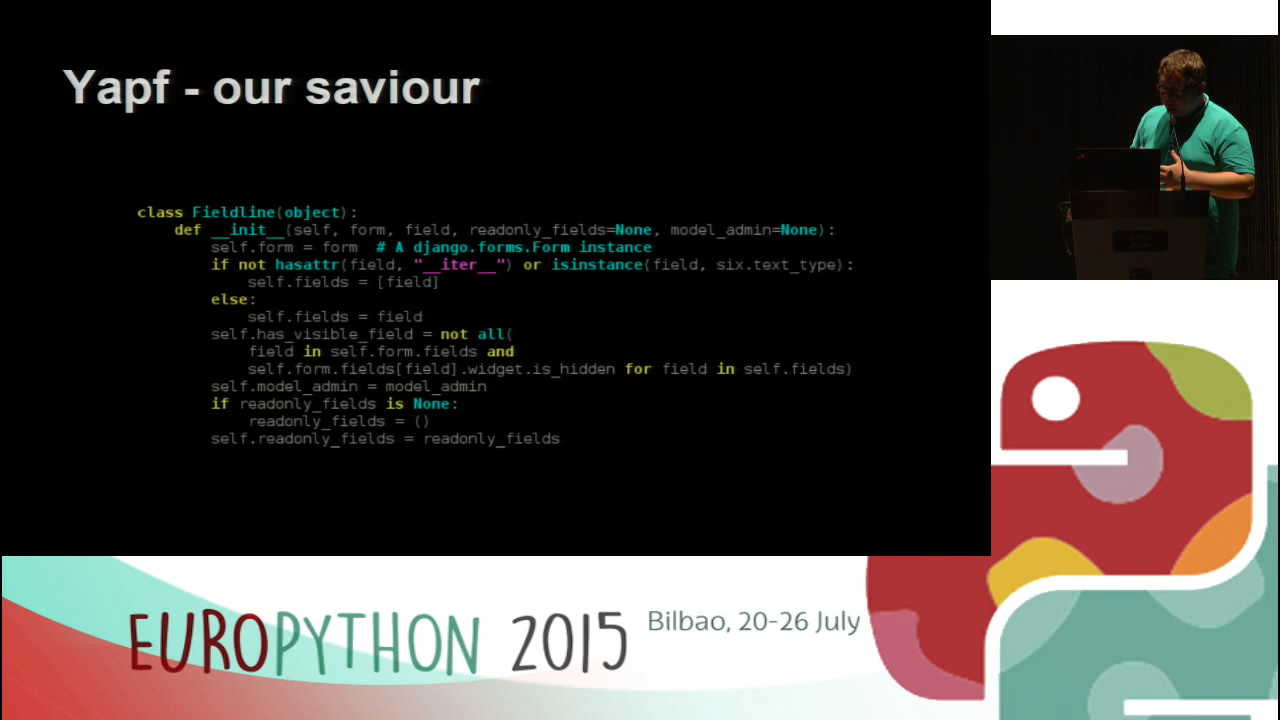 Yapf - our saviour
class Fieldline(object):
def __init__(self, form, field, readonly_fields=None, model_admin=None):
self.form = form  # A django.forms.Form instance
if not hasattr(field, "__iter__") or isinstance(field, six.text_type):
self.fields = [field]
else:
self.fields = field
self.has_visible_field = not all(
field in self.form.fields and
self.form.fields[field].widget.is_hidden for field in self.fields)
self.model_admin = model_admin
if readonly_fields is None:
readonly_fields = ()
self.readonly_fields = readonly_fields
EUROPYTHON 2015
Bilbao, 20-26 July